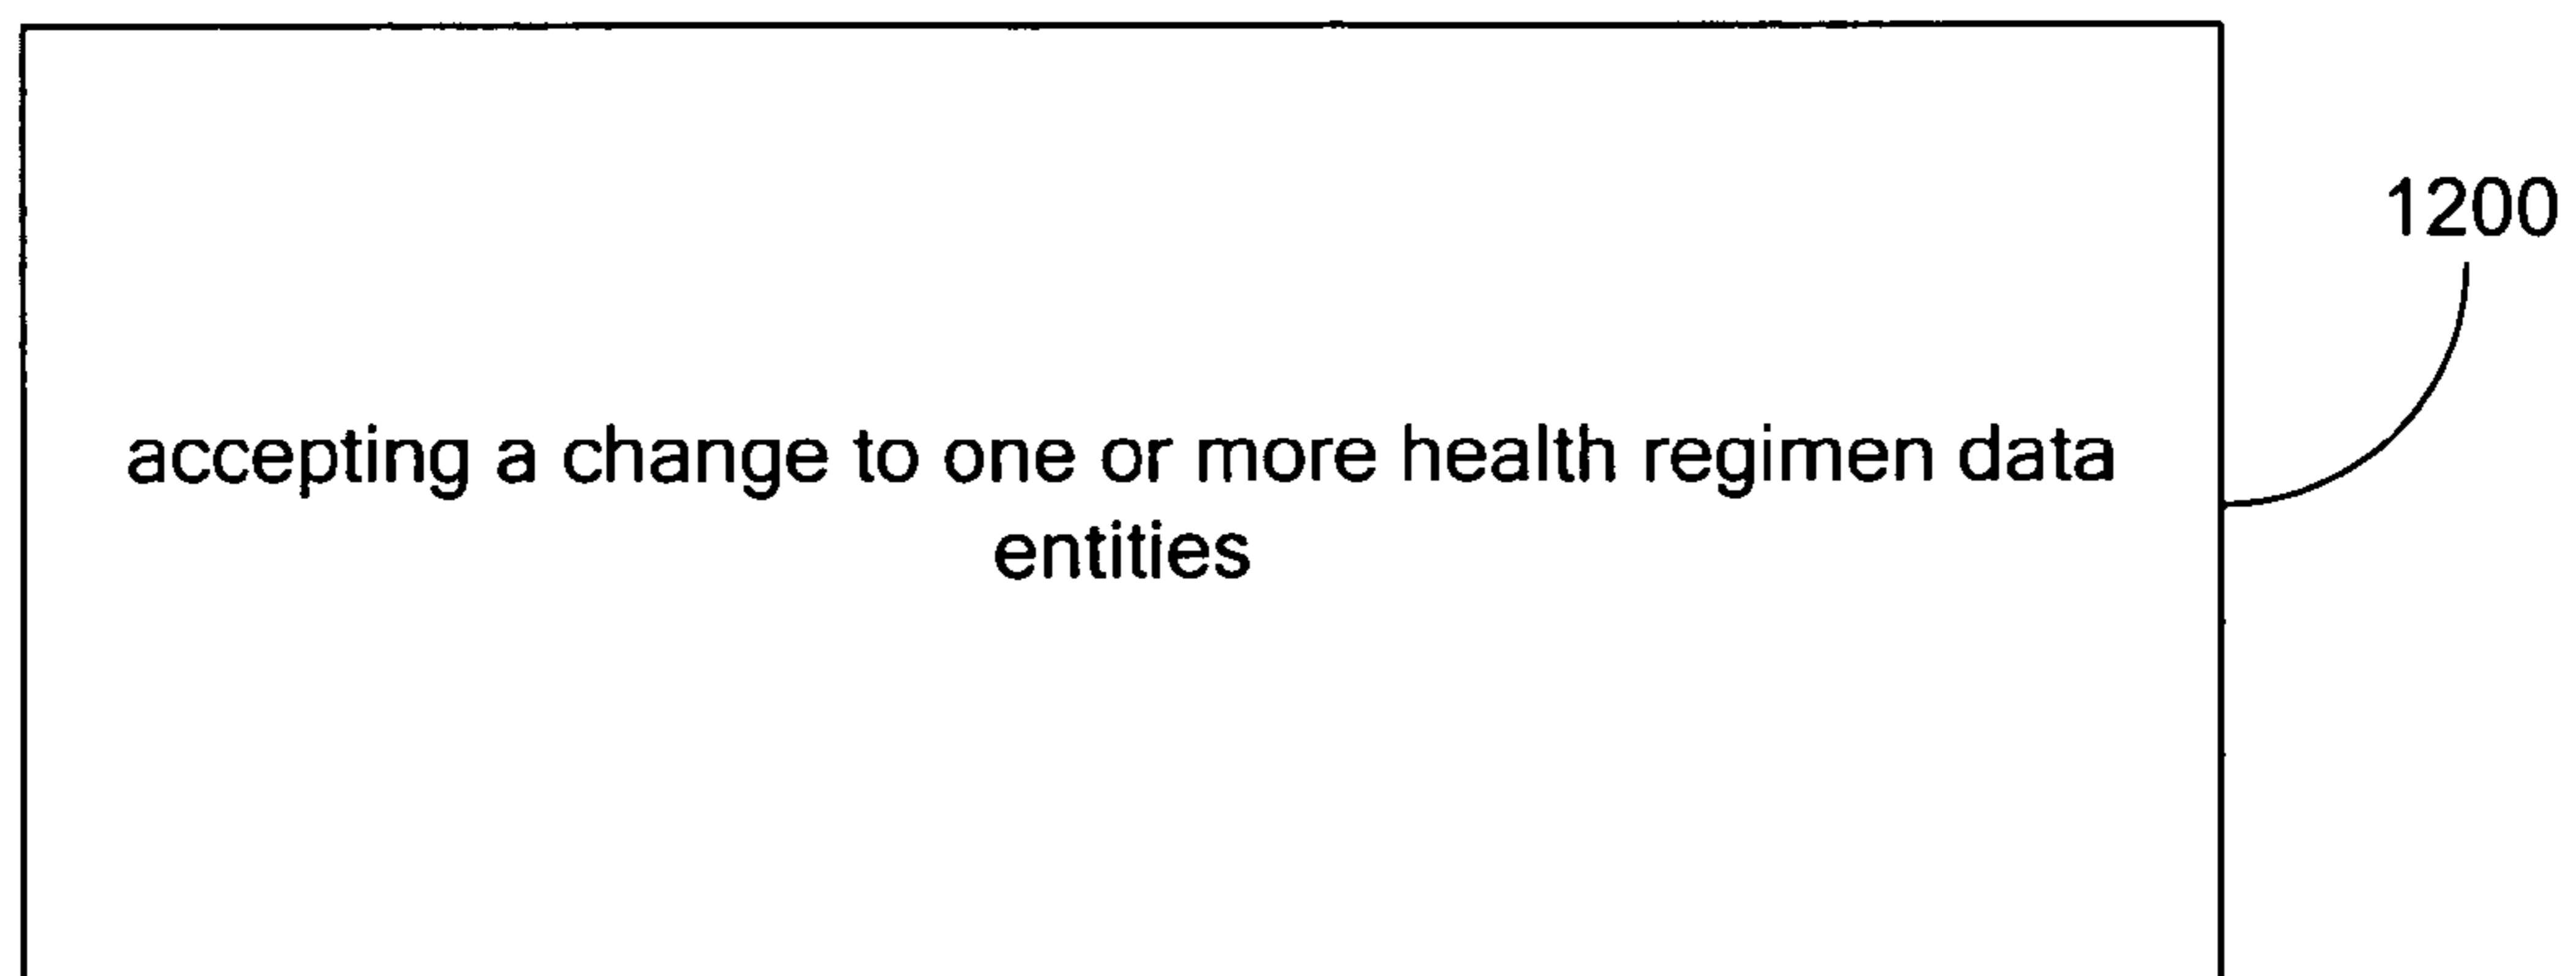 1200
accepting a change to one or more health regimen data
entities